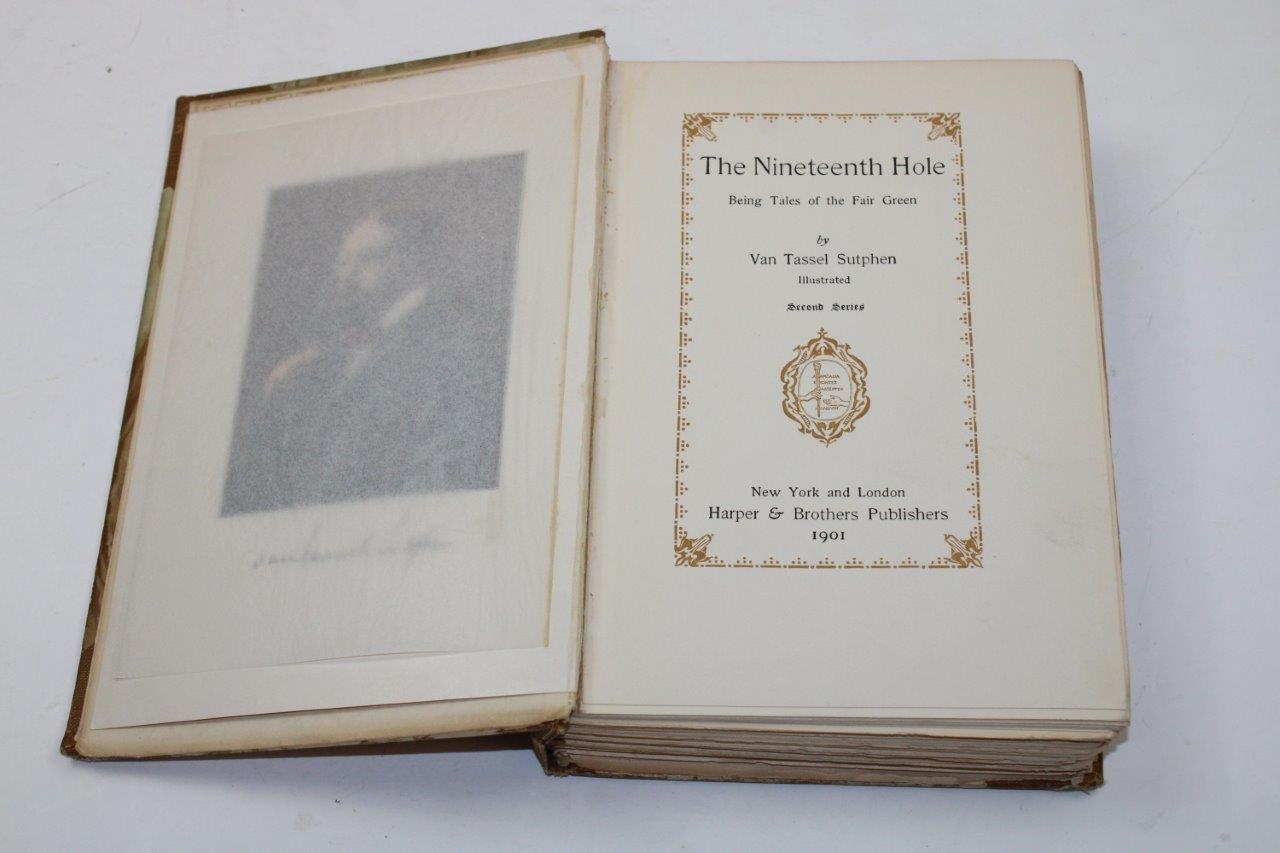 The Nineteenth Hole
Being Tales of the Fair Green
by
Van Tassel Sutphen
Illustrated
Second Series
New York and London
Harper & Brothers Publishers
1901